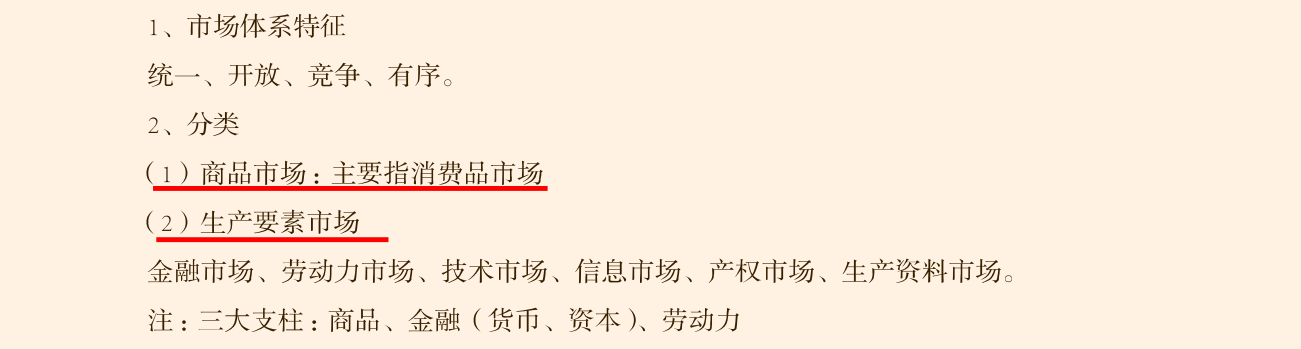 1、市场体系特征
统一、开放、竞争、有序。
2、分类
（1）商品市场：主要指消费品市场
（2）生产要素市场
金融市场、劳动力市场、技术市场、信息市场、产权市场、生产资料市场。
注：三大支柱：商品、金融（货币、资本）、劳动力